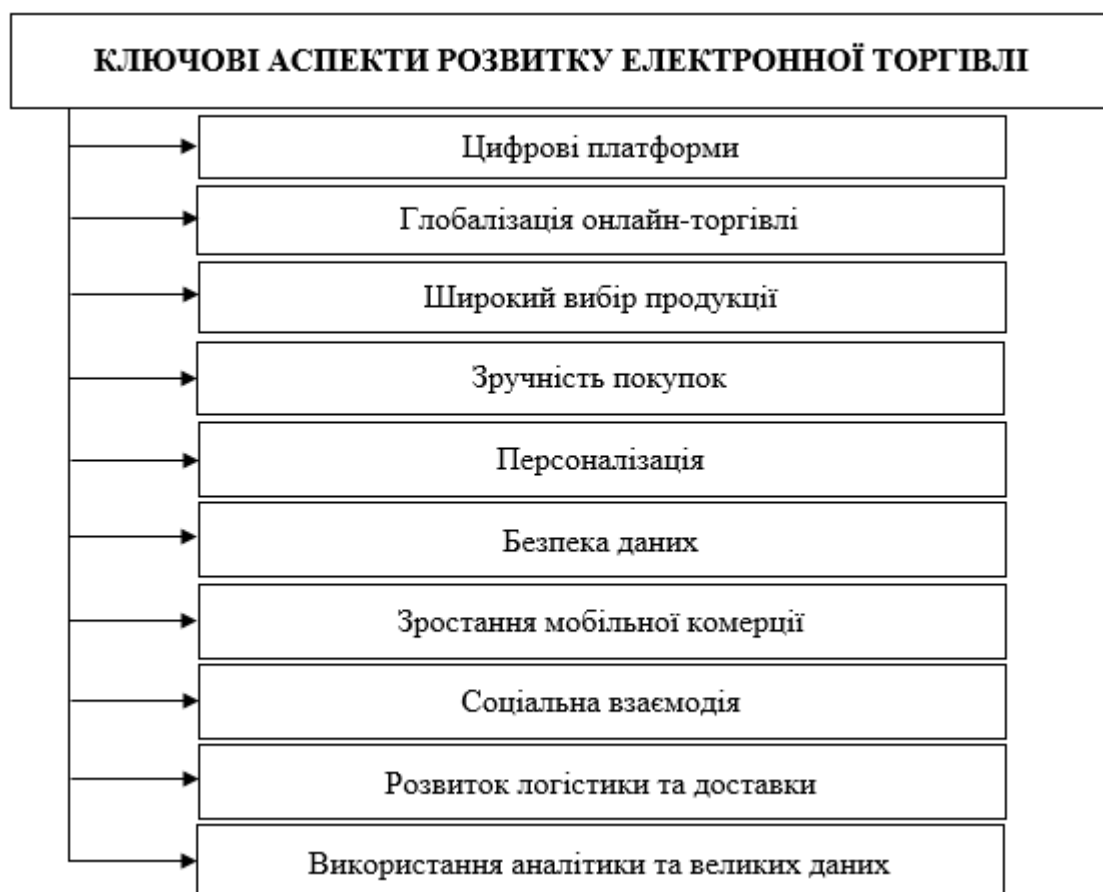 КЛЮЧОВІ АСПЕКТИ РОЗВИТКУ ЕЛЕКТРОННОЇ ТОРГІВЛІ
Цифрові платформи
Глобалізація онлайн-торгівлі
Широкий вибір продукції
Зручність покупок
Персоналізація
Безпека даних
Зростання мобільної комерції
Соціальна взаємодія
Розвиток логістики та доставки
Використання аналітики та великих даних